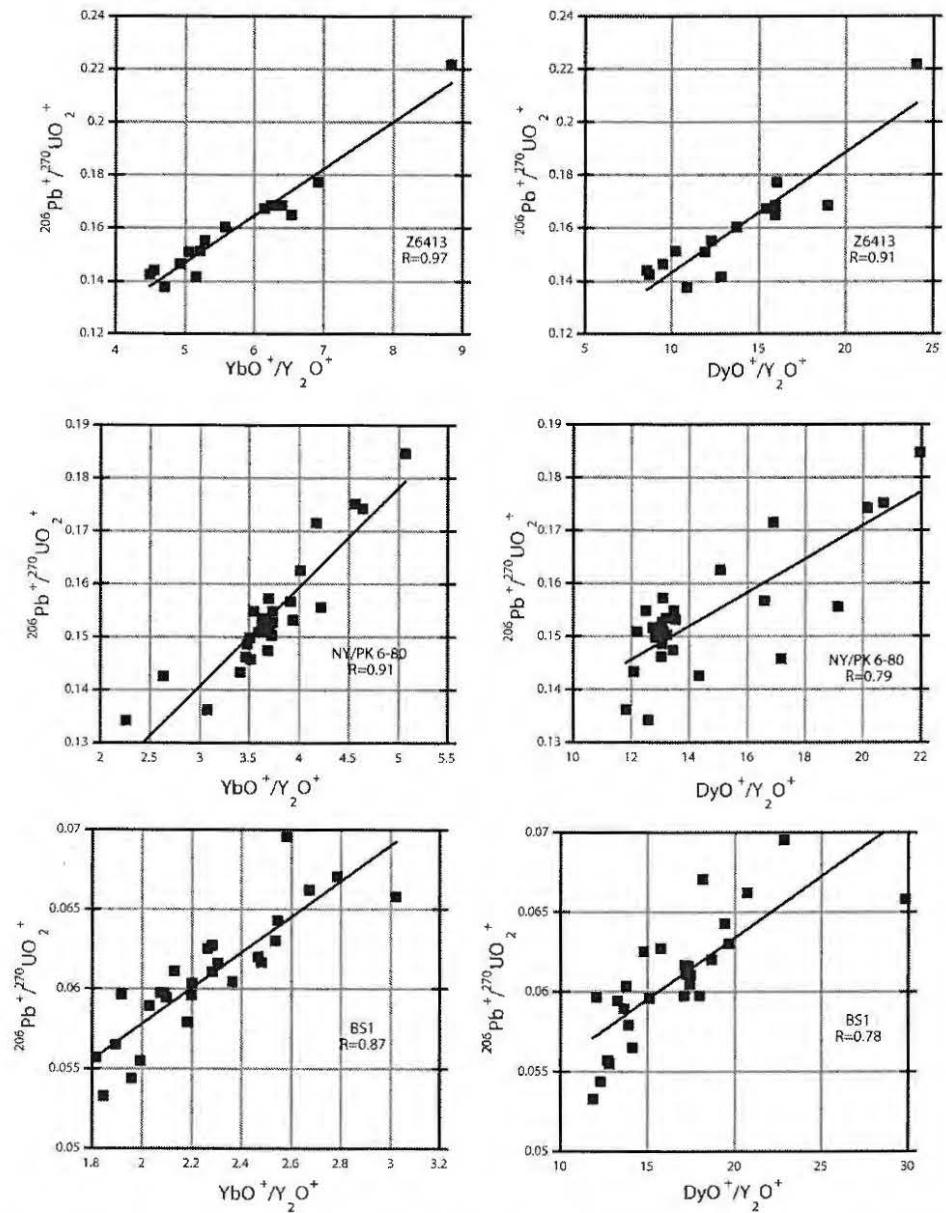 0.24
0.22
0.2
0.18
0.16
0.14
0.12
206Pb+/270UO2+
Z6413
R=0.97
4 5 6 7 8 9
YbO+/Y2O+
0.24
0.22
0.2
0.18
0.16
0.14
0.12
206Pb+/270UO2+
Z6413
R=0.91
5 10 15 20 25
DyO+/Y2O+
0.19
0.18
0.17
0.16
0.15
0.14
0.13
206Pb+/270UO2+
NY/PK 6-80
R=0.91
2 2.5 3 3.5 4 4.5 5 5.5
YbO+/Y2O+
0.19
0.18
0.17
0.16
0.15
0.14
0.13
206Pb+/270UO2+
NY/PK 6-80
R=0.79
10 12 14 16 18 20 22
DyO+/Y2O+
0.07
0.065
0.06
0.055
0.05
206Pb+/270UO2+
BS1
R=0.87
1.8 2 2.2 2.4 2.6 2.8 3 3.2
YbO+/Y2O+
0.07
0.065
0.06
0.055
0.05
206Pb+/270UO2+
BS1
R=0.78
10 15 20 25 30
DyO+/Y2O+